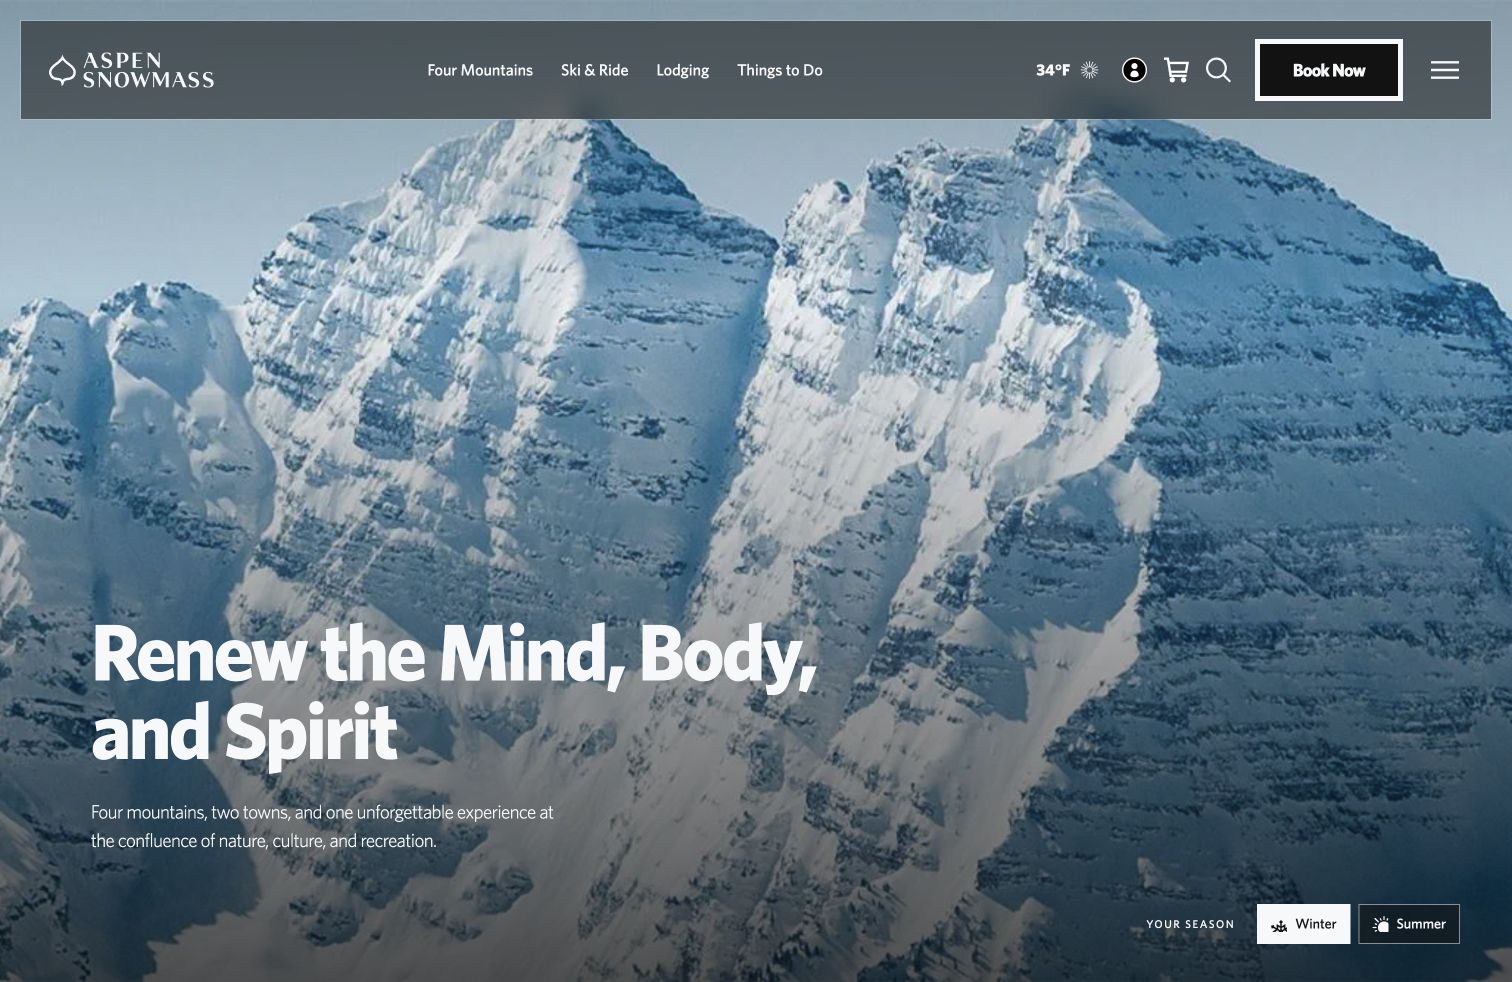 ASPEN
SNOWMASS
Four Mountains
Ski & Ride
Lodging
Things to Do
34°F
Book Now
Renew the Mind, Body,
and Spirit
Four mountains, two towns, and one unforgettable experience at
the confluence of nature, culture, and recreation.
YOUR SEASON
Winter
Summer